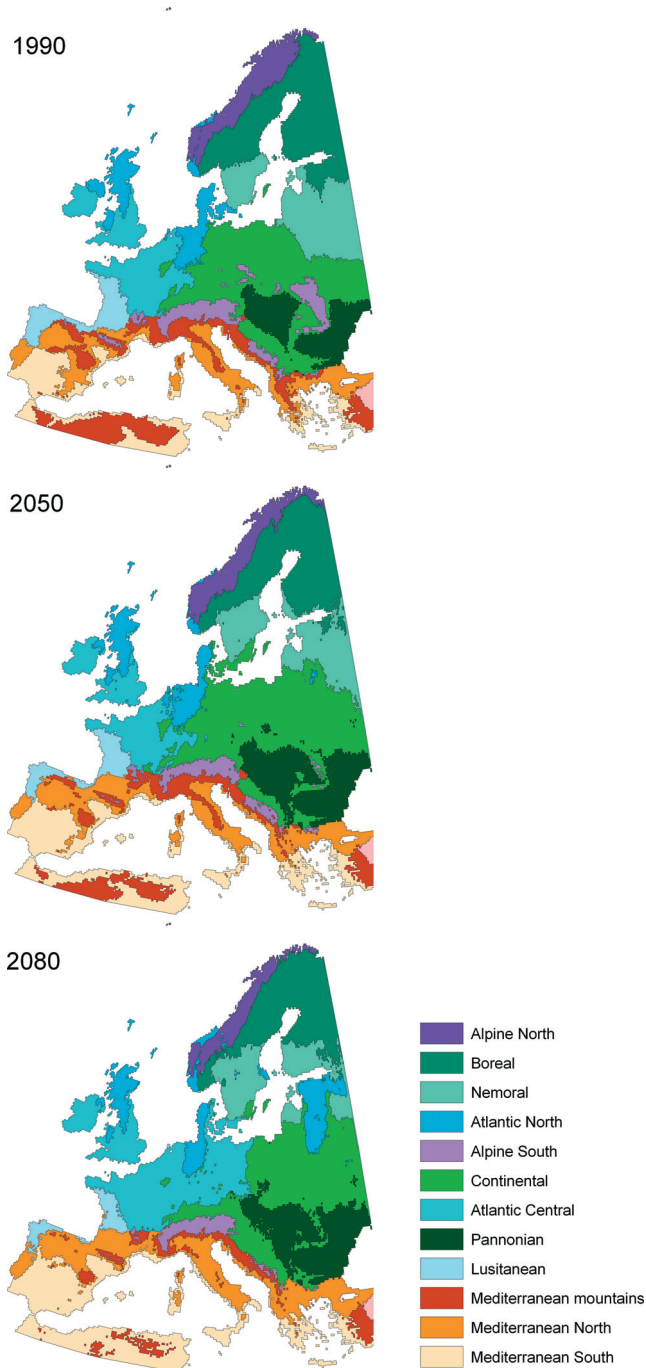 1990
2050
2080
Alpine North
Boreal
Nemoral
Atlantic North
Alpine South
Continental
Atlantic Central
Pannonian
Lusitanean
Mediterranean mountains
Mediterranean North
Mediterranean South